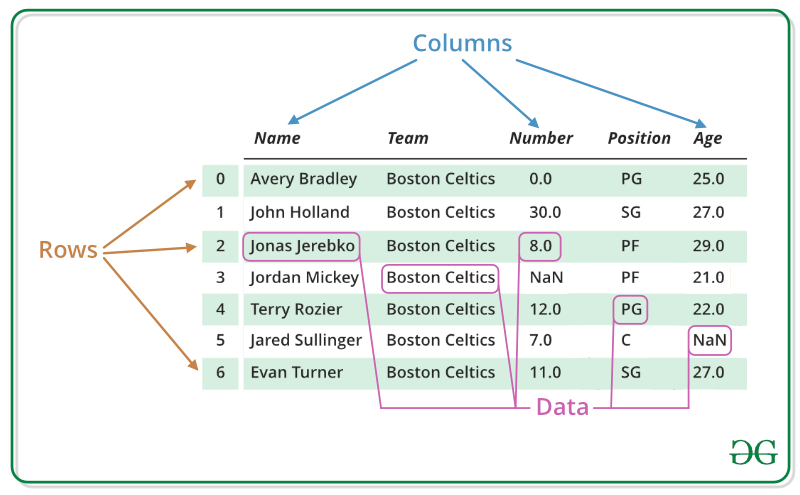 Columns
Name Team Number Position Age
0 Avery Bradley Boston Celtics 0.0 PG 25.0
1 John Holland Boston Celtics 30.0 SG 27.0
Rows
2 Jonas Jerebko Boston Celtics 8.0 PF 29.0
3 Jordan Mickey Boston Celtics NaN PF 21.0
4 Terry Rozier Boston Celtics 12.0 PG 22.0
5 Jared Sullinger Boston Celtics 7.0 C NaN
6 Evan Turner Boston Celtics 11.0 SG 27.0
Data